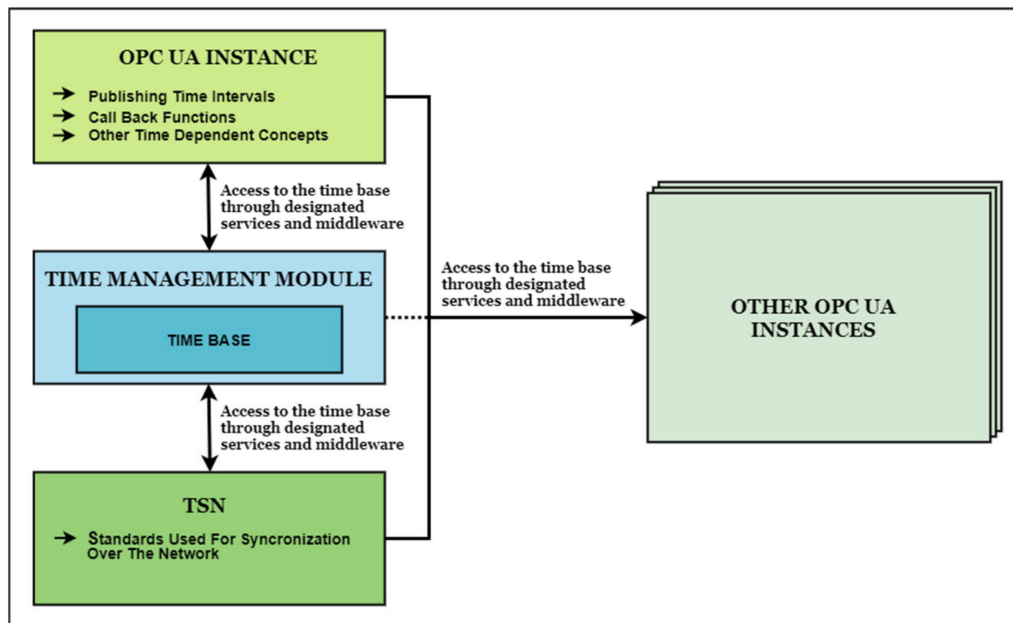 OPC UA INSTANCE
Publishing Time Intervals
Call Back Functions
Other Time Dependent Concepts
Access to the time base
through designated
services and middleware
TIME MANAGEMENT MODULE
TIME BASE
Access to the time base
through designated
services and middleware
TSN
Standards Used For Syncronization
Over The Network
Access to the time base
through designated
services and middleware
OTHER OPC UA
INSTANCES